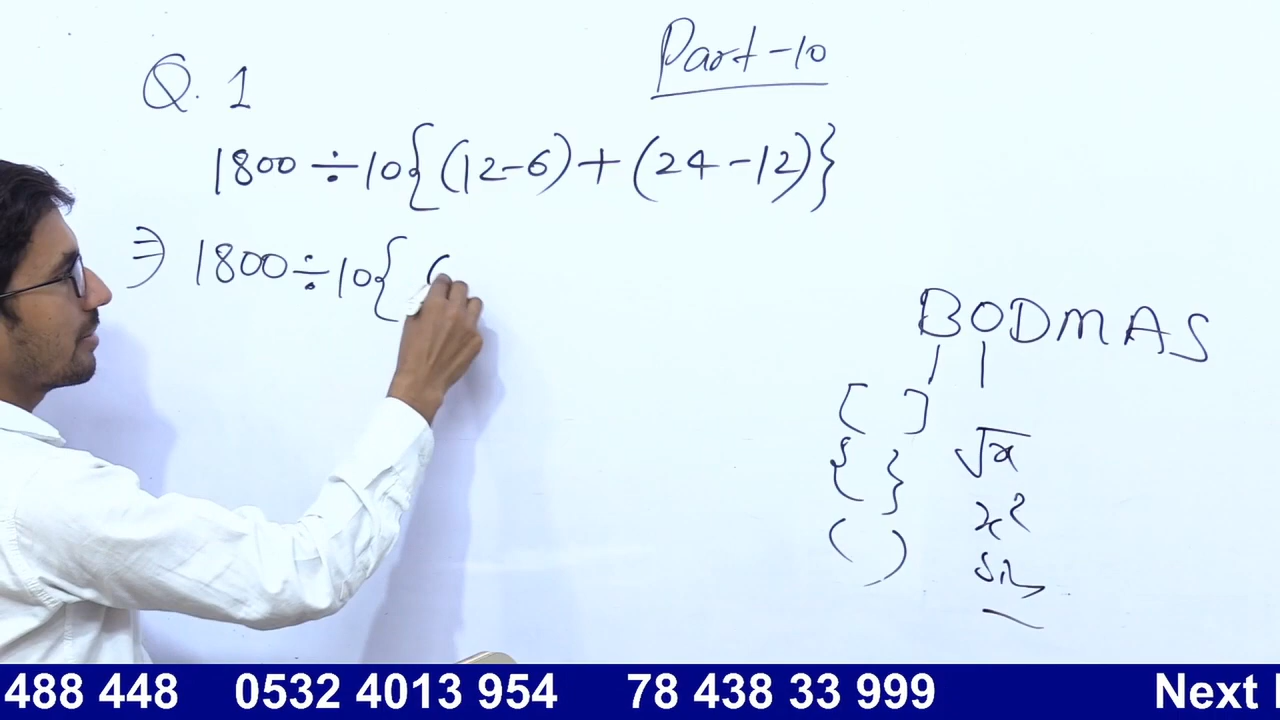 Part-10
Q. 1
1800 ÷ 10{(12-6)+(24-12)}
⇒ 1800÷10{ 6
BODMAS
[ ]
{ }
( )
√x
x²
488 448 0532 4013 954 78 438 33 999 Next